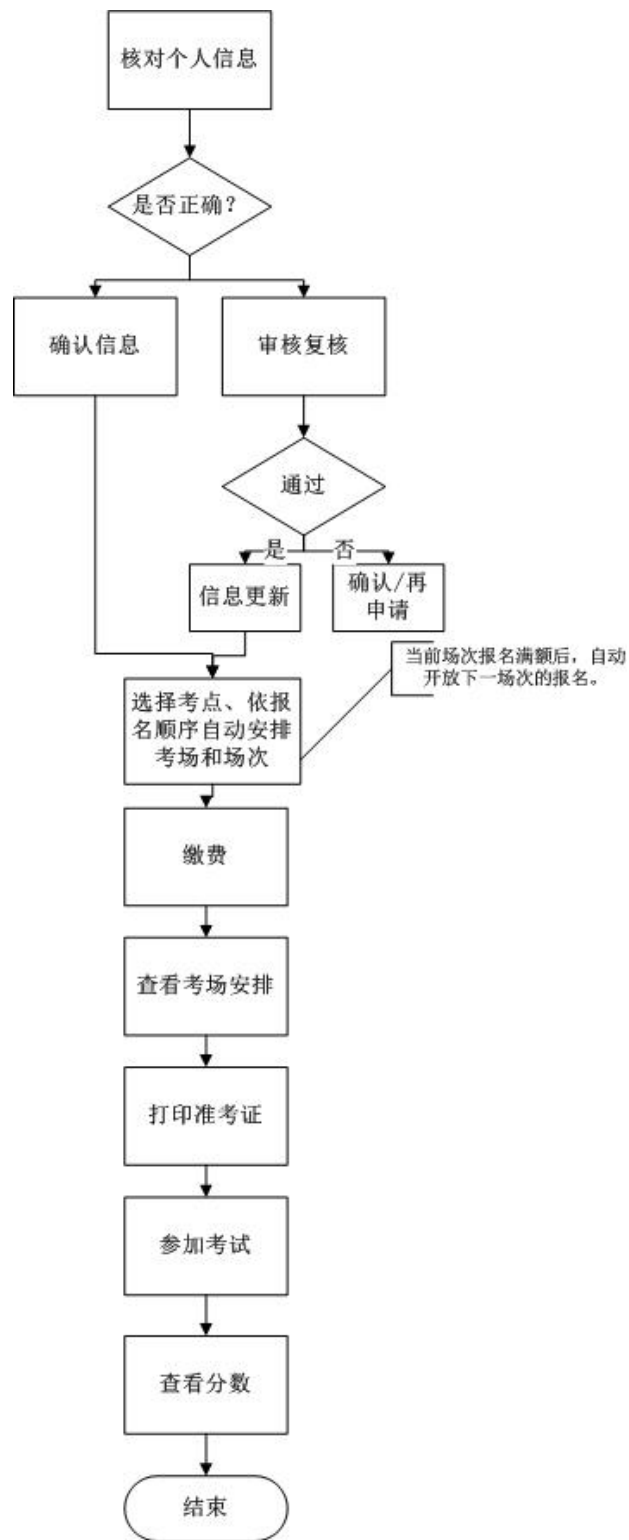 核对个人信息
是否正确？
确认信息
审核复核
通过
是
否
信息更新
确认/再
申请
当前场次报名满额后，自动
开放下一场次的报名。
选择考点、依报
名顺序自动安排
考场和场次
缴费
查看考场安排
打印准考证
参加考试
查看分数
结束